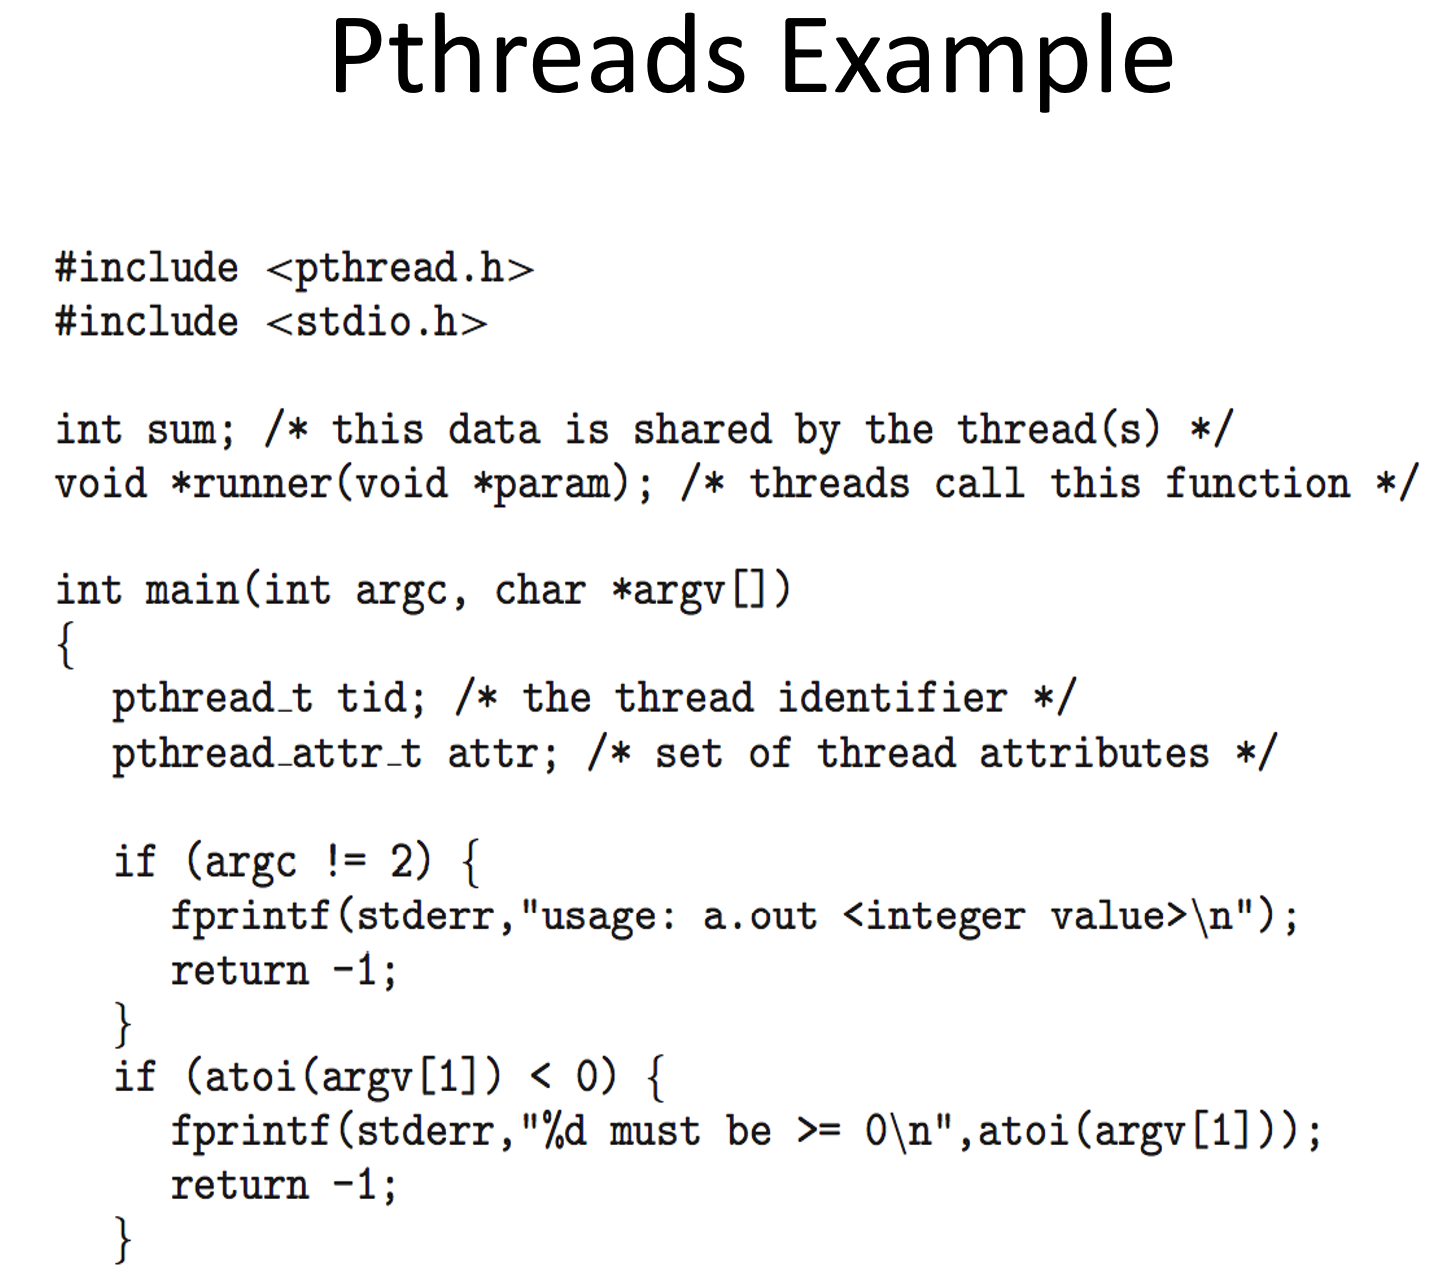 Pthreads Example
#include <pthread.h>
#include <stdio.h>
int sum; /* this data is shared by the thread(s) */
void *runner(void *param); /* threads call this function */
int main(int argc, char *argv[])
{
pthread_t tid; /* the thread identifier */
pthread_attr_t attr; /* set of thread attributes */
if (argc != 2) {
fprintf(stderr,"usage: a.out <integer value>\n");
return -1;
}
if (atoi(argv[1]) < 0) {
fprintf(stderr,"%d must be >= 0\n",atoi(argv[1]));
return -1;
}